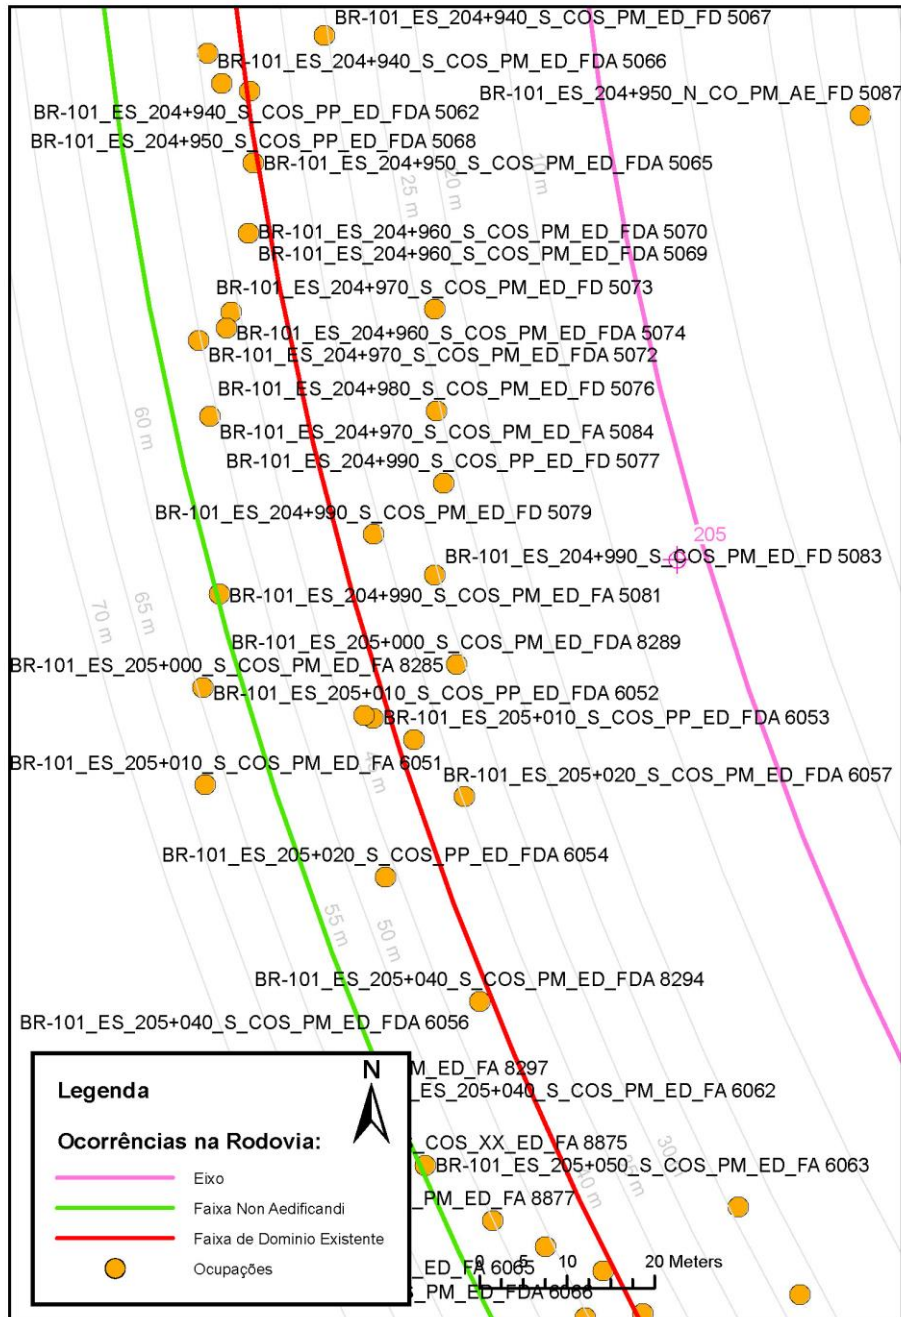 BR-101_ES_204+940_S_COS_PM_ED_FD 5067
BR-101_ES_204+940_S_COS_PM_ED_FDA 5066
BR-101_ES_204+950_N_CO_PM_AE_FD 5087
BR-101_ES_204+940_S_COS_PP_ED_FDA 5062
BR-101_ES_204+950_S_COS_PP_ED_FDA 5068
BR-101_ES_204+950_S_COS_PM_ED_FDA 5065
25 m
20 m
10 m
BR-101_ES_204+960_S_COS_PM_ED_FDA 5070
BR-101_ES_204+960_S_COS_PM_ED_FDA 5069
BR-101_ES_204+970_S_COS_PM_ED_FD 5073
BR-101_ES_204+960_S_COS_PM_ED_FDA 5074
BR-101_ES_204+970_S_COS_PM_ED_FDA 5072
BR-101_ES_204+980_S_COS_PM_ED_FD 5076
60 m
BR-101_ES_204+970_S_COS_PM_ED_FA 5084
BR-101_ES_204+990_S_COS_PP_ED_FD 5077
BR-101_ES_204+990_S_COS_PM_ED_FD 5079
205
BR-101_ES_204+990_S_COS_PM_ED_FD 5083
BR-101_ES_204+990_S_COS_PM_ED_FA 5081
70 m
65 m
BR-101_ES_205+000_S_COS_PM_ED_FDA 8289
BR-101_ES_205+000_S_COS_PM_ED_FA 8285
BR-101_ES_205+010_S_COS_PP_ED_FDA 6052
BR-101_ES_205+010_S_COS_PP_ED_FDA 6053
BR-101_ES_205+010_S_COS_PM_ED_FA 6051
45 m
BR-101_ES_205+020_S_COS_PM_ED_FDA 6057
BR-101_ES_205+020_S_COS_PP_ED_FDA 6054
55 m
50 m
BR-101_ES_205+040_S_COS_PM_ED_FDA 8294
BR-101_ES_205+040_S_COS_PM_ED_FDA 6056
M_ED_FA 8297
ES_205+040_S_COS_PM_ED_FA 6062
COS_XX_ED_FA 8875
BR-101_ES_205+050_S_COS_PM_ED_FA 6063
40 m
35 m
30
PM_ED_FA 8877
ED_FA 6065
PM_ED_FDA 6066
0 5 10 20 Meters
N
Legenda
Ocorrências na Rodovia:
Eixo
Faixa Non Aedificandi
Faixa de Dominio Existente
Ocupações